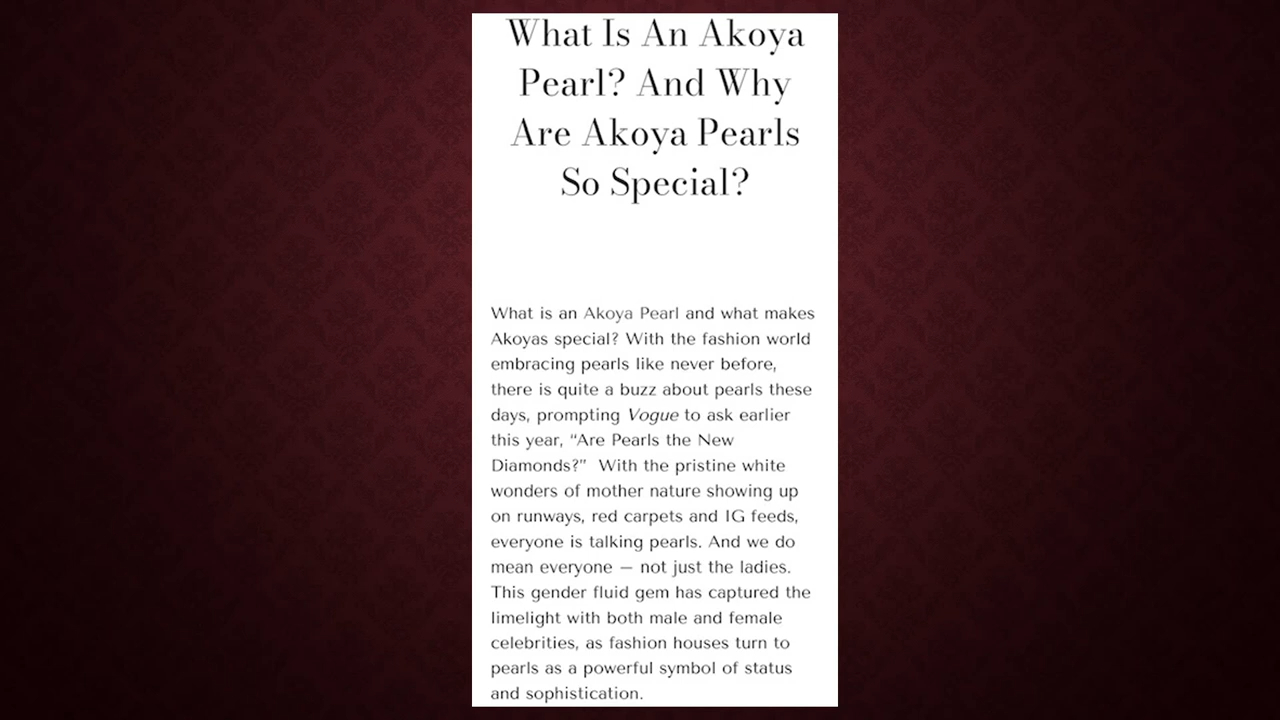 What Is An Akoya
Pearl? And Why
Are Akoya Pearls
So Special?
What is an Akoya Pearl and what makes
Akoyas special? With the fashion world
embracing pearls like never before,
there is quite a buzz about pearls these
days, prompting Vogue to ask earlier
this year, “Are Pearls the New
Diamonds?”  With the pristine white
wonders of mother nature showing up
on runways, red carpets and IG feeds,
everyone is talking pearls. And we do
mean everyone – not just the ladies.
This gender fluid gem has captured the
limelight with both male and female
celebrities, as fashion houses turn to
pearls as a powerful symbol of status
and sophistication.